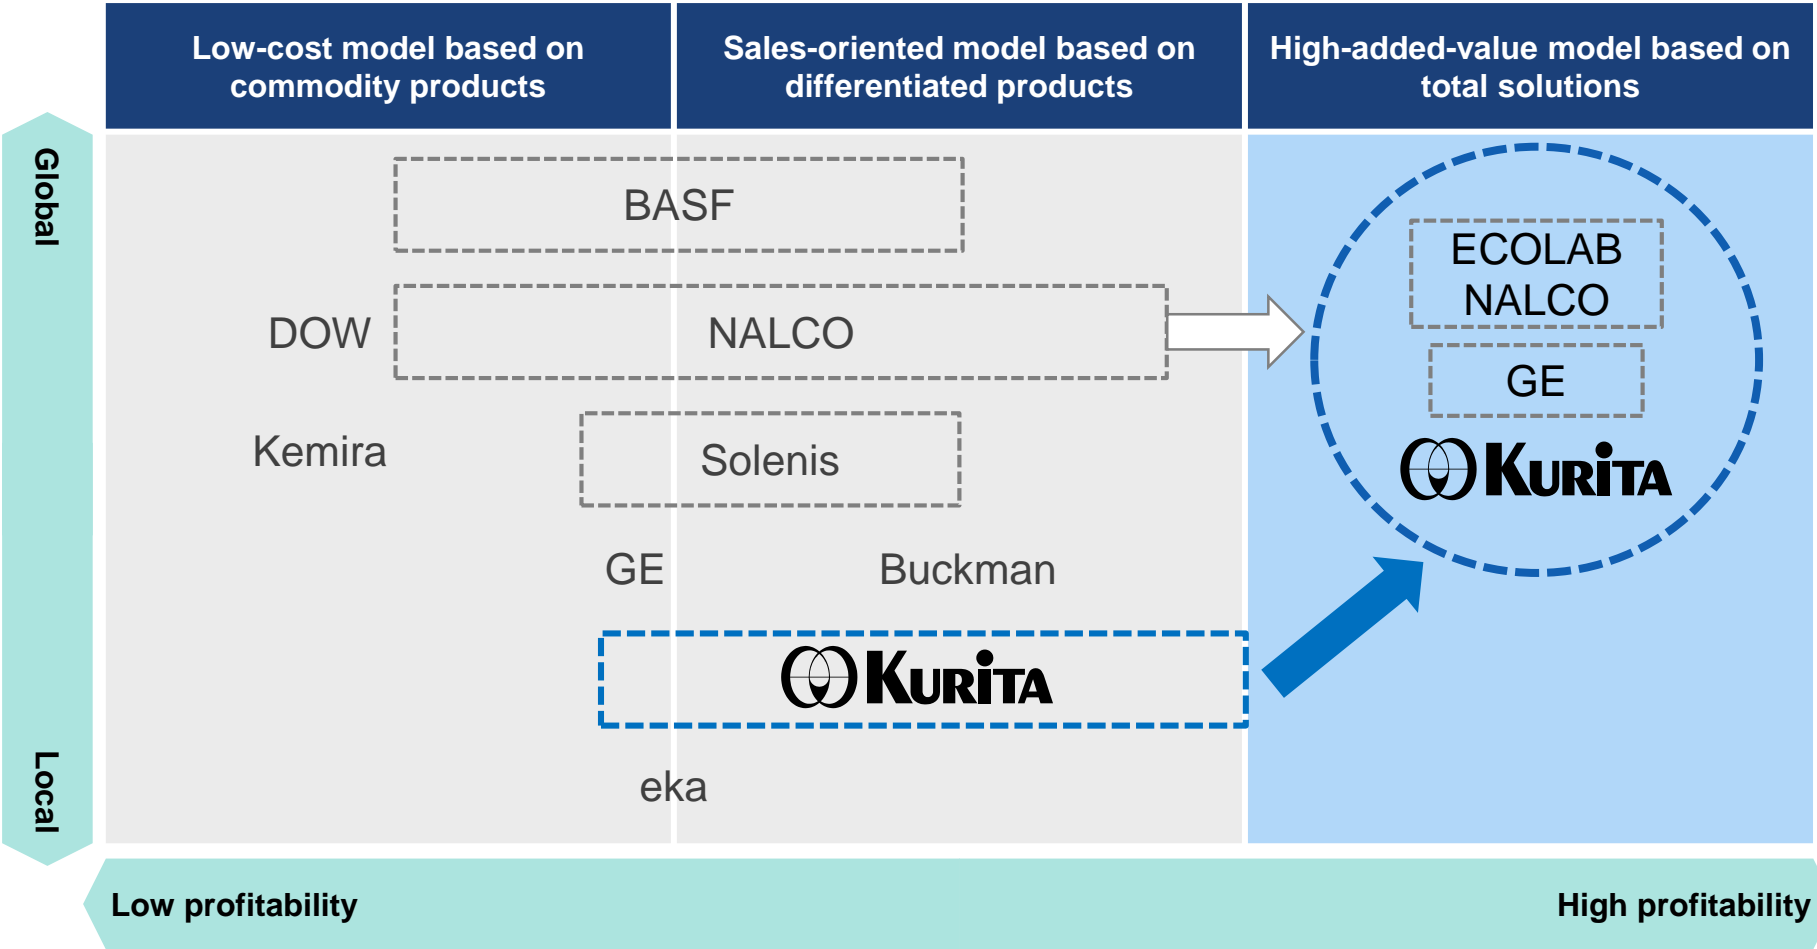 Low-cost model based on
commodity products
Sales-oriented model based on
differentiated products
High-added-value model based on
total solutions
Global
Local
BASF
DOW
NALCO
Kemira
Solenis
GE
Buckman
KURITA
eka
ECOLAB
NALCO
GE
KURITA
Low profitability
High profitability